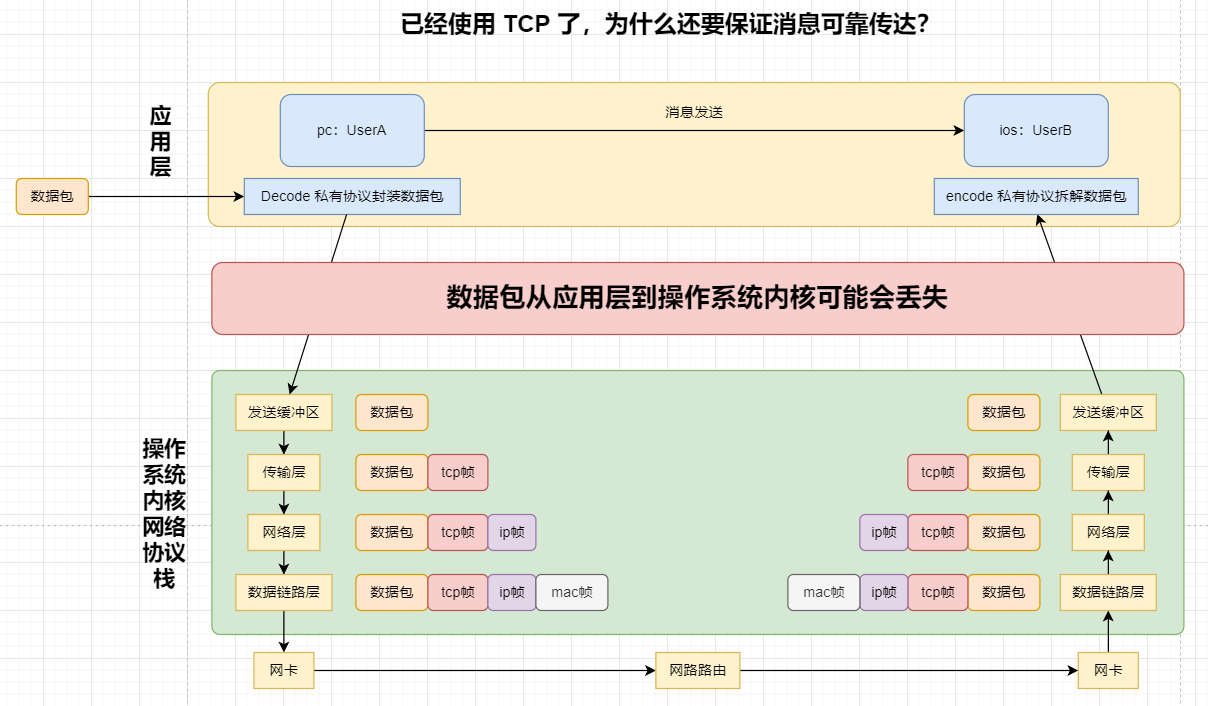 已经使用 TCP 了，为什么还要保证消息可靠传达？
应
用
层
pc：UserA
消息发送
ios：UserB
数据包
Decode 私有协议封装数据包
encode 私有协议拆解数据包
数据包从应用层到操作系统内核可能会丢失
操作
系统
内核
网络
协议
栈
发送缓冲区 数据包 数据包 发送缓冲区
传输层 数据包 tcp帧 tcp帧 数据包 传输层
网络层 数据包 tcp帧 ip帧 ip帧 tcp帧 数据包 网络层
数据链路层 数据包 tcp帧 ip帧 mac帧 mac帧 ip帧 tcp帧 数据包 数据链路层
网卡 网路路由 网卡